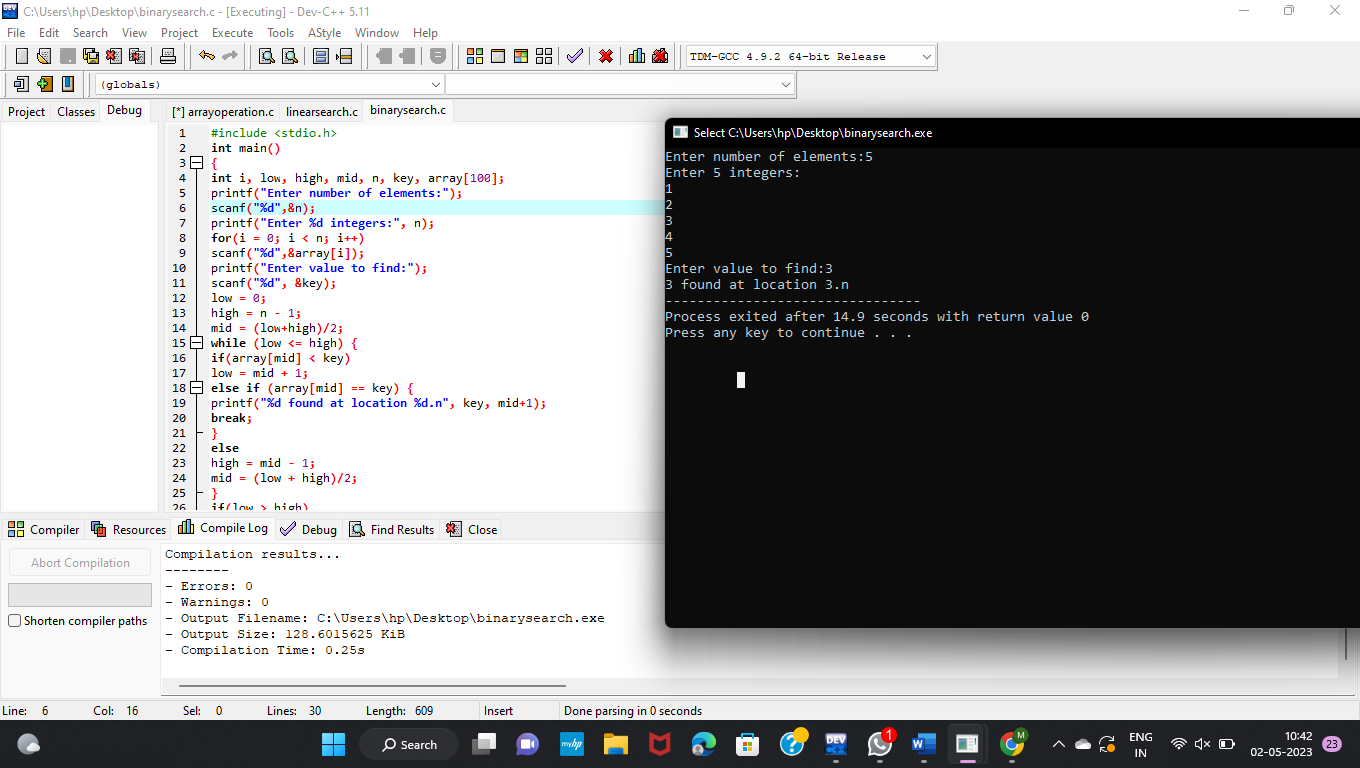 C:\Users\hp\Desktop\binarysearch.c - [Executing] - Dev-C++ 5.11
File Edit Search View Project Execute Tools AStyle Window Help
TDM-GCC 4.9.2 64-bit Release
(globals)
Project Classes Debug
[*] arrayoperation.c linearsearch.c binarysearch.c
1 #include <stdio.h>
2 int main()
3 {
4 int i, low, high, mid, n, key, array[100];
5 printf("Enter number of elements:");
6 scanf("%d",&n);
7 printf("Enter %d integers:", n);
8 for(i = 0; i < n; i++)
9 scanf("%d",&array[i]);
10 printf("Enter value to find:");
11 scanf("%d", &key);
12 low = 0;
13 high = n - 1;
14 mid = (low+high)/2;
15 while (low <= high) {
16 if(array[mid] < key)
17 low = mid + 1;
18 else if (array[mid] == key) {
19 printf("%d found at location %d.n", key, mid+1);
20 break;
21 }
22 else
23 high = mid - 1;
24 mid = (low + high)/2;
25 }
26 if(low > high)
Select C:\Users\hp\Desktop\binarysearch.exe
Enter number of elements:5
Enter 5 integers:
1
2
3
4
5
Enter value to find:3
3 found at location 3.n
--------------------------------
Process exited after 14.9 seconds with return value 0
Press any key to continue . . .
Compiler Resources Compile Log Debug Find Results Close
Abort Compilation
Shorten compiler paths
Compilation results...
--------
- Errors: 0
- Warnings: 0
- Output Filename: C:\Users\hp\Desktop\binarysearch.exe
- Output Size: 128.6015625 KiB
- Compilation Time: 0.25s
Line: 6 Col: 16 Sel: 0 Lines: 30 Length: 609 Insert Done parsing in 0 seconds
Search
myhp
DEV
1
M
ENG
IN
10:42
02-05-2023
23